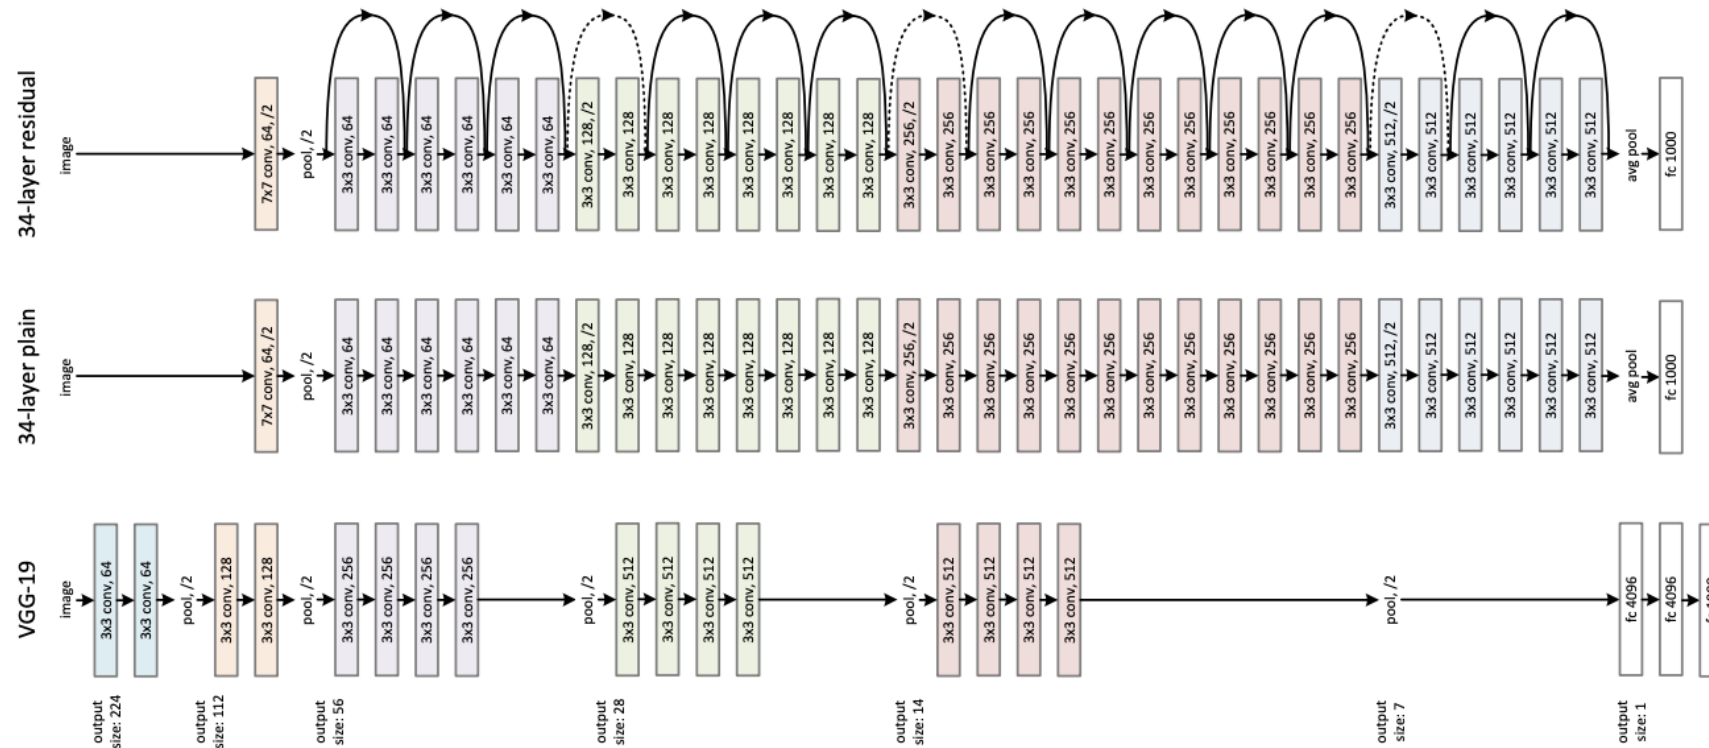 34-layer residual
image
7x7 conv, 64, /2
pool, /2
3x3 conv, 64
3x3 conv, 64
3x3 conv, 64
3x3 conv, 64
3x3 conv, 64
3x3 conv, 64
3x3 conv, 128, /2
3x3 conv, 128
3x3 conv, 128
3x3 conv, 128
3x3 conv, 128
3x3 conv, 128
3x3 conv, 128
3x3 conv, 128
3x3 conv, 256, /2
3x3 conv, 256
3x3 conv, 256
3x3 conv, 256
3x3 conv, 256
3x3 conv, 256
3x3 conv, 256
3x3 conv, 256
3x3 conv, 256
3x3 conv, 256
3x3 conv, 256
3x3 conv, 256
3x3 conv, 512, /2
3x3 conv, 512
3x3 conv, 512
3x3 conv, 512
3x3 conv, 512
3x3 conv, 512
avg pool
fc 1000
34-layer plain
image
7x7 conv, 64, /2
pool, /2
3x3 conv, 64
3x3 conv, 64
3x3 conv, 64
3x3 conv, 64
3x3 conv, 64
3x3 conv, 64
3x3 conv, 128, /2
3x3 conv, 128
3x3 conv, 128
3x3 conv, 128
3x3 conv, 128
3x3 conv, 128
3x3 conv, 128
3x3 conv, 128
3x3 conv, 256, /2
3x3 conv, 256
3x3 conv, 256
3x3 conv, 256
3x3 conv, 256
3x3 conv, 256
3x3 conv, 256
3x3 conv, 256
3x3 conv, 256
3x3 conv, 256
3x3 conv, 256
3x3 conv, 256
3x3 conv, 512, /2
3x3 conv, 512
3x3 conv, 512
3x3 conv, 512
3x3 conv, 512
3x3 conv, 512
avg pool
fc 1000
VGG-19
image
3x3 conv, 64
3x3 conv, 64
pool, /2
3x3 conv, 128
3x3 conv, 128
pool, /2
3x3 conv, 256
3x3 conv, 256
3x3 conv, 256
3x3 conv, 256
pool, /2
3x3 conv, 512
3x3 conv, 512
3x3 conv, 512
3x3 conv, 512
pool, /2
3x3 conv, 512
3x3 conv, 512
3x3 conv, 512
3x3 conv, 512
pool, /2
fc 4096
fc 4096
output
size: 224
output
size: 112
output
size: 56
output
size: 28
output
size: 14
output
size: 7
output
size: 1